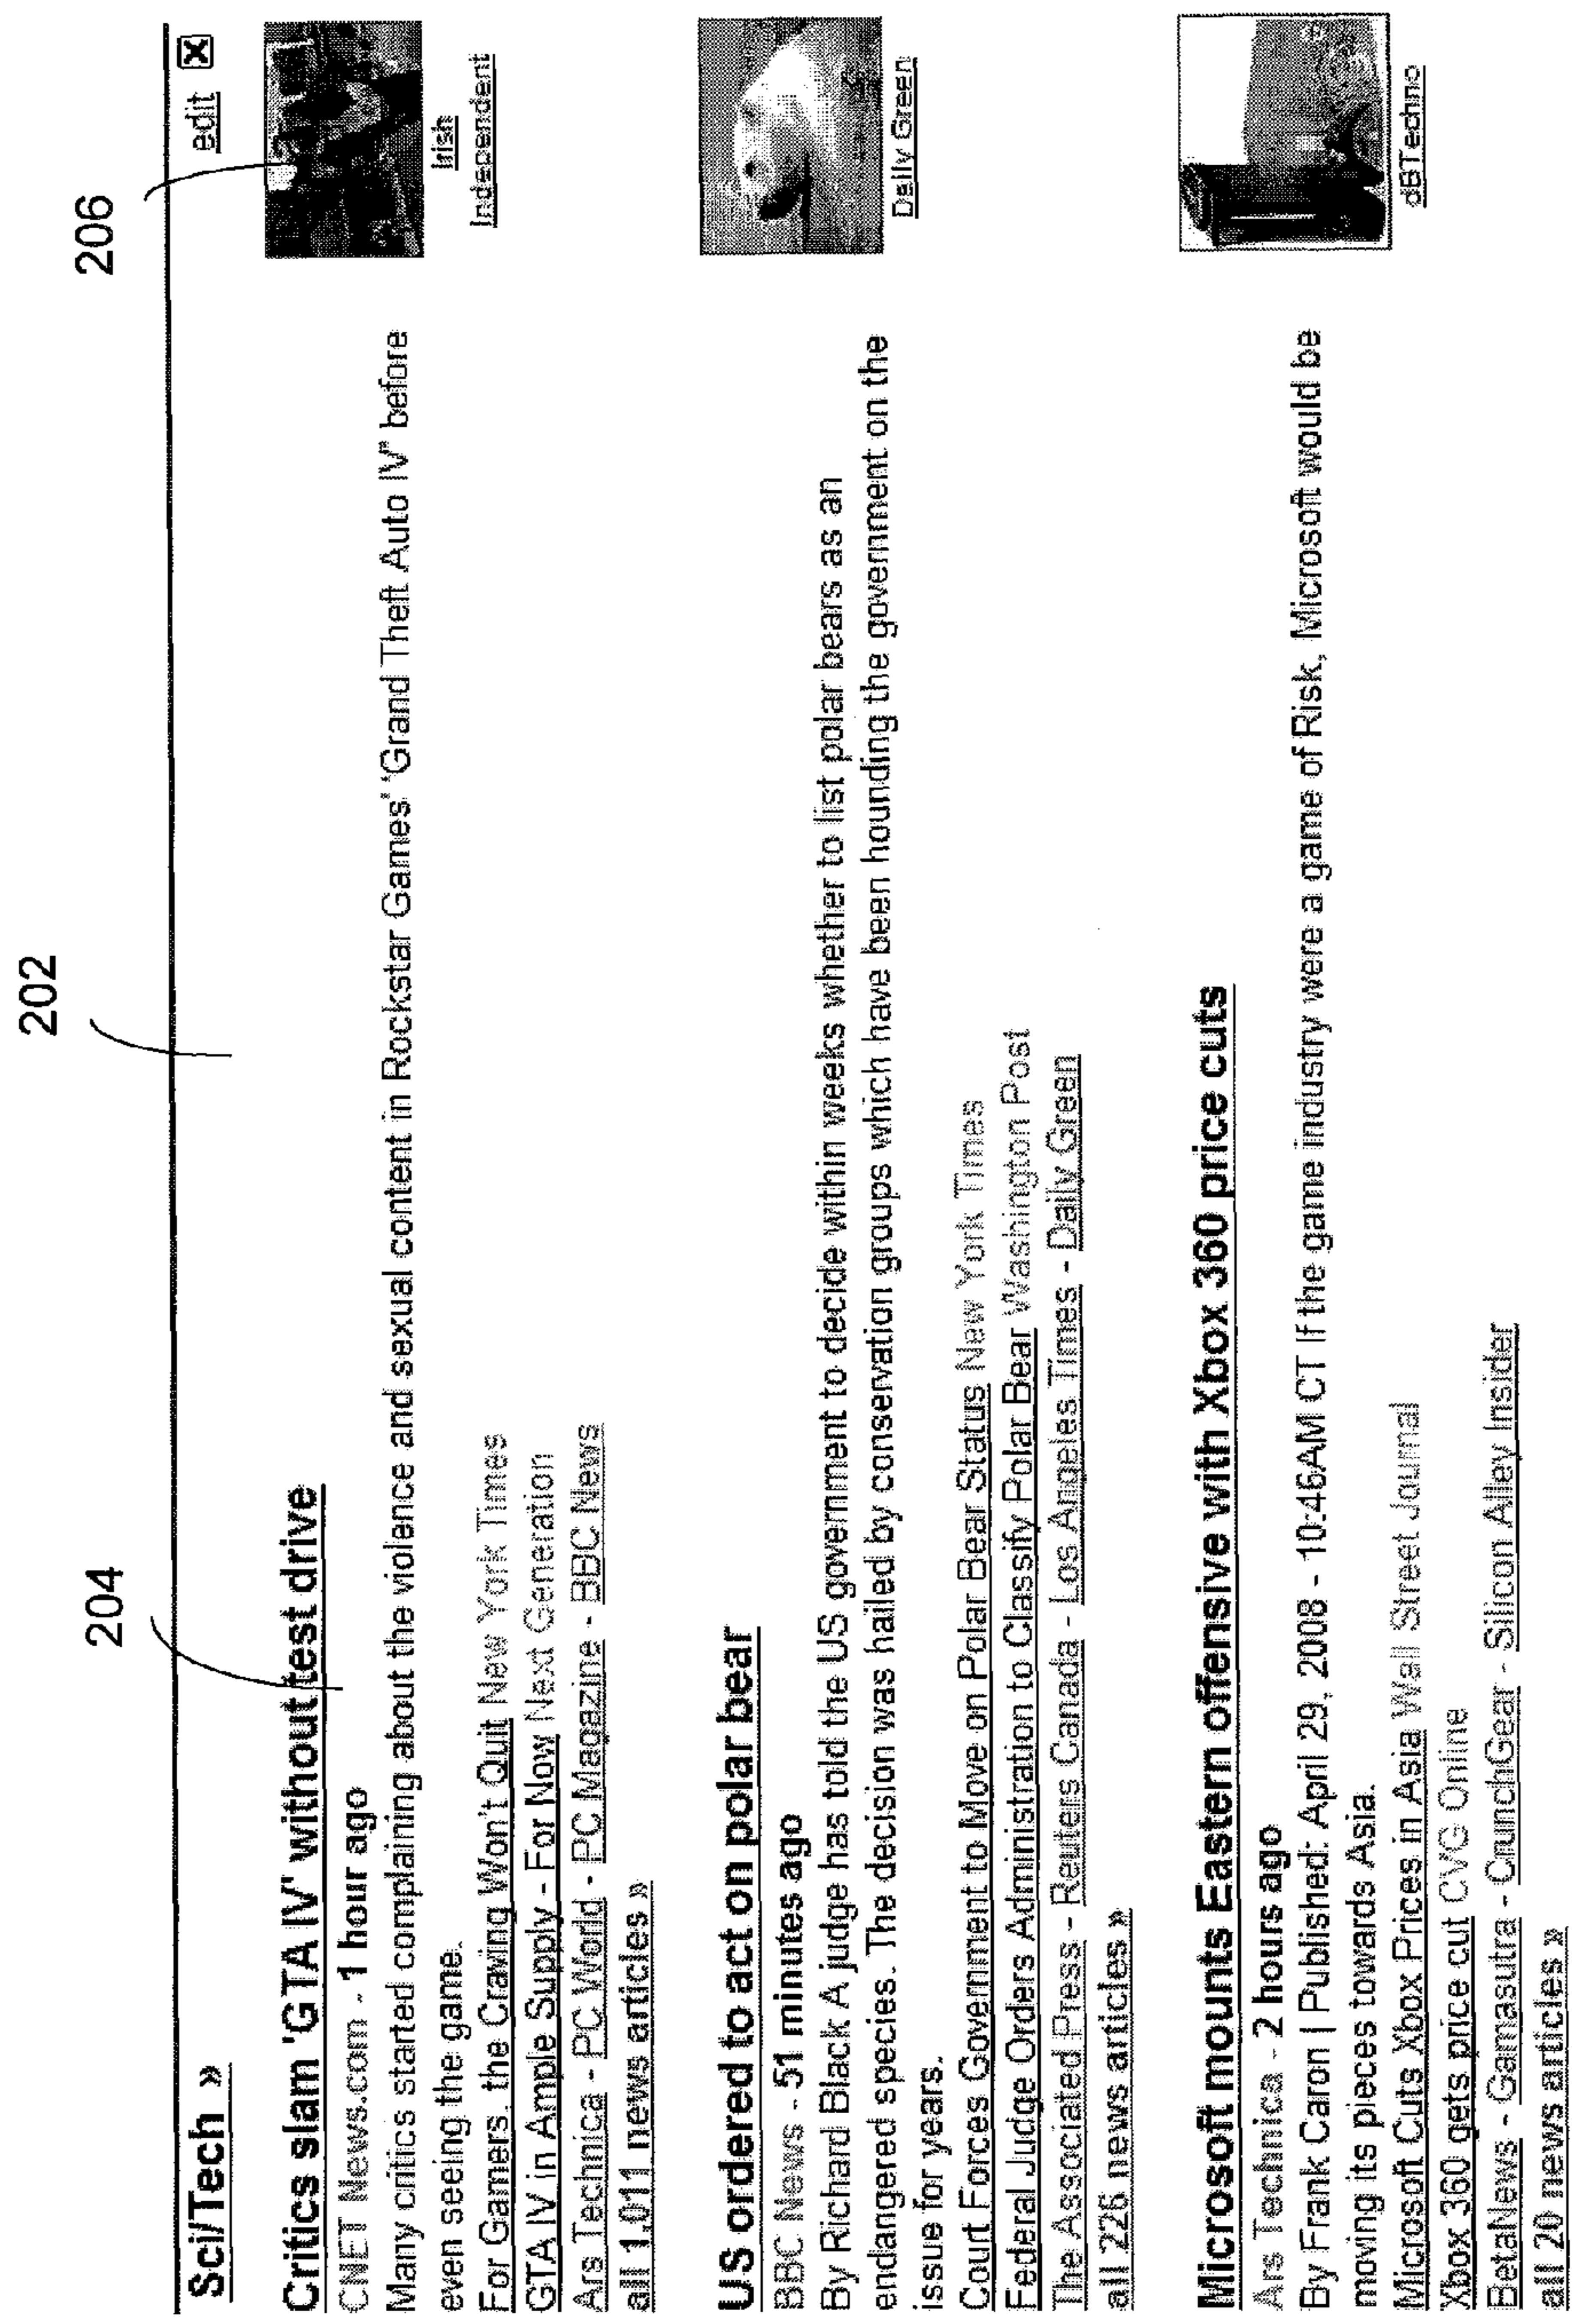 202
204
206
Sci/Tech »
edit X
Critics slam 'GTA IV' without test drive
CNET News.com - 1 hour ago
Many critics started complaining about the violence and sexual content in Rockstar Games' 'Grand Theft Auto IV" before
even seeing the game.
For Gamers, the Craving Won't Quit New York Times
GTA IV in Ample Supply - For Now Next Generation
Ars Technica - PC World - PC Magazine - BBC News
all 1,011 news articles »
Irish
Independent
US ordered to act on polar bear
BBC News - 51 minutes ago
By Richard Black A judge has told the US government to decide within weeks whether to list polar bears as an
endangered species. The decision was hailed by conservation groups which have been hounding the government on the
issue for years.
Court Forces Government to Move on Polar Bear Status New York Times
Federal Judge Orders Administration to Classify Polar Bear Washington Post
The Associated Press - Reuters Canada - Los Angeles Times - Daily Green
all 226 news articles »
Daily Green
Microsoft mounts Eastern offensive with Xbox 360 price cuts
Ars Technica - 2 hours ago
By Frank Caron | Published: April 29, 2008 - 10:46AM CT If the game industry were a game of Risk, Microsoft would be
moving its pieces towards Asia.
Microsoft Cuts Xbox Prices in Asia Wall Street Journal
Xbox 360 gets price cut CVG Online
BetaNews - Gamasutra - CrunchGear - Silicon Alley Insider
all 20 news articles »
dBTechno